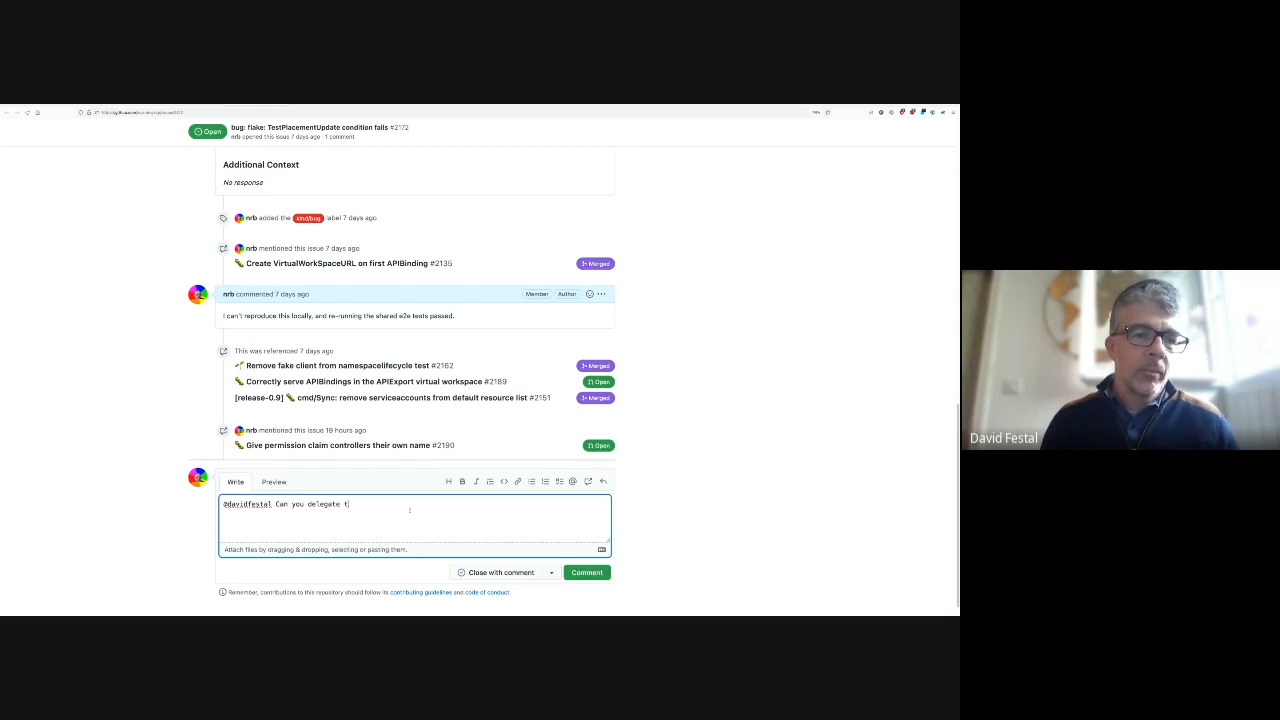 Open
bug: flake: TestPlacementUpdate condition fails #2172
nrb opened this issue 7 days ago · 1 comment
Additional Context
No response
nrb added the kind/bug label 7 days ago
nrb mentioned this issue 7 days ago
Create VirtualWorkSpaceURL on first APIBinding #2135
Merged
nrb commented 7 days ago
Member
Author
I can't reproduce this locally, and re-running the shared e2e tests passed.
This was referenced 7 days ago
Remove fake client from namespacelifecycle test #2162
Merged
Correctly serve APIBindings in the APIExport virtual workspace #2189
Open
[release-0.9] cmd/Sync: remove serviceaccounts from default resource list #2151
Merged
nrb mentioned this issue 19 hours ago
Give permission claim controllers their own name #2190
Open
Write
Preview
@davidfestal Can you delegate t
Attach files by dragging & dropping, selecting or pasting them.
Close with comment
Comment
Remember, contributions to this repository should follow its contributing guidelines and code of conduct.
David Festal